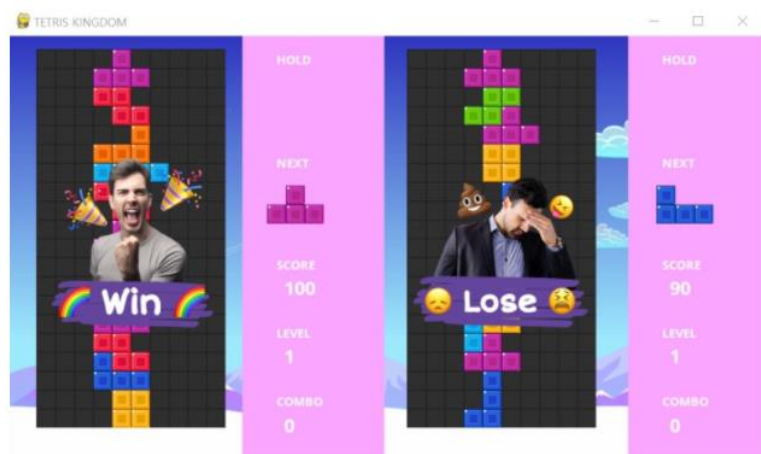 TETRIS KINGDOM
HOLD
NEXT
SCORE
100
LEVEL
1
COMBO
0
Win
HOLD
NEXT
SCORE
90
LEVEL
1
COMBO
0
Lose